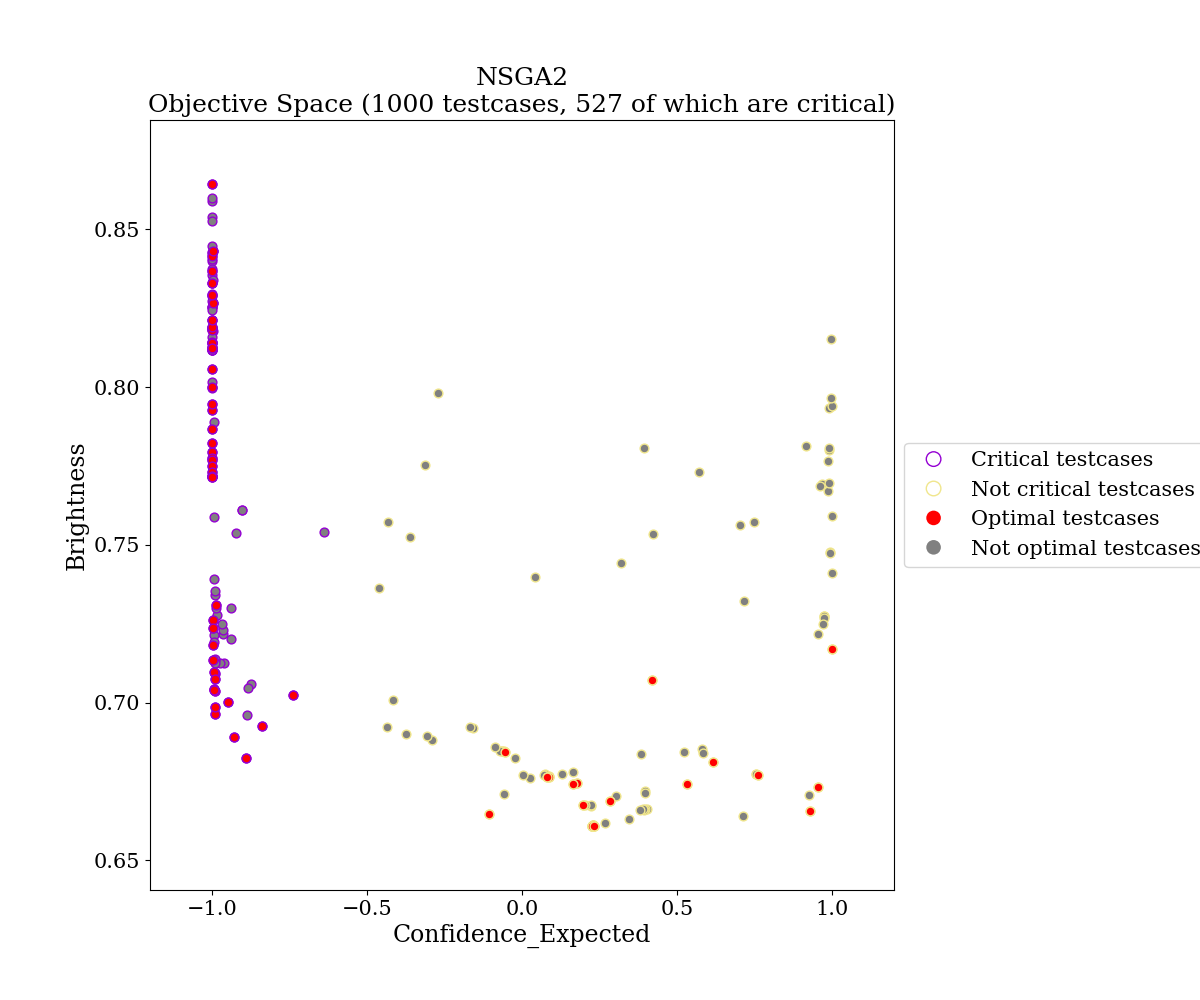 NSGA2
Objective Space (1000 testcases, 527 of which are critical)
0.85
0.80
0.75
0.70
0.65
Brightness
−1.0
−0.5
0.0
0.5
1.0
Confidence_Expected
Critical testcases
Not critical testcases
Optimal testcases
Not optimal testcases